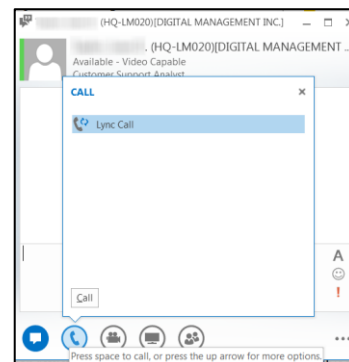 (HQ-LM020)[DIGITAL MANAGEMENT INC.]
. (HQ-LM020)[DIGITAL MANAGEMENT ..
Available - Video Capable
Customer Support Analyst
CALL
Lync Call
A
!
Call
Press space to call, or press the up arrow for more options.